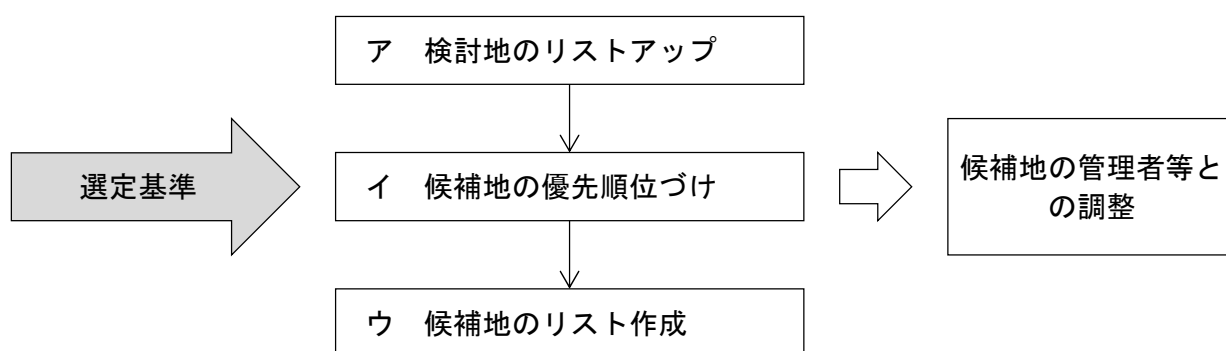 ア　検討地のリストアップ
選定基準
イ　候補地の優先順位づけ
候補地の管理者等と
の調整
ウ　候補地のリスト作成